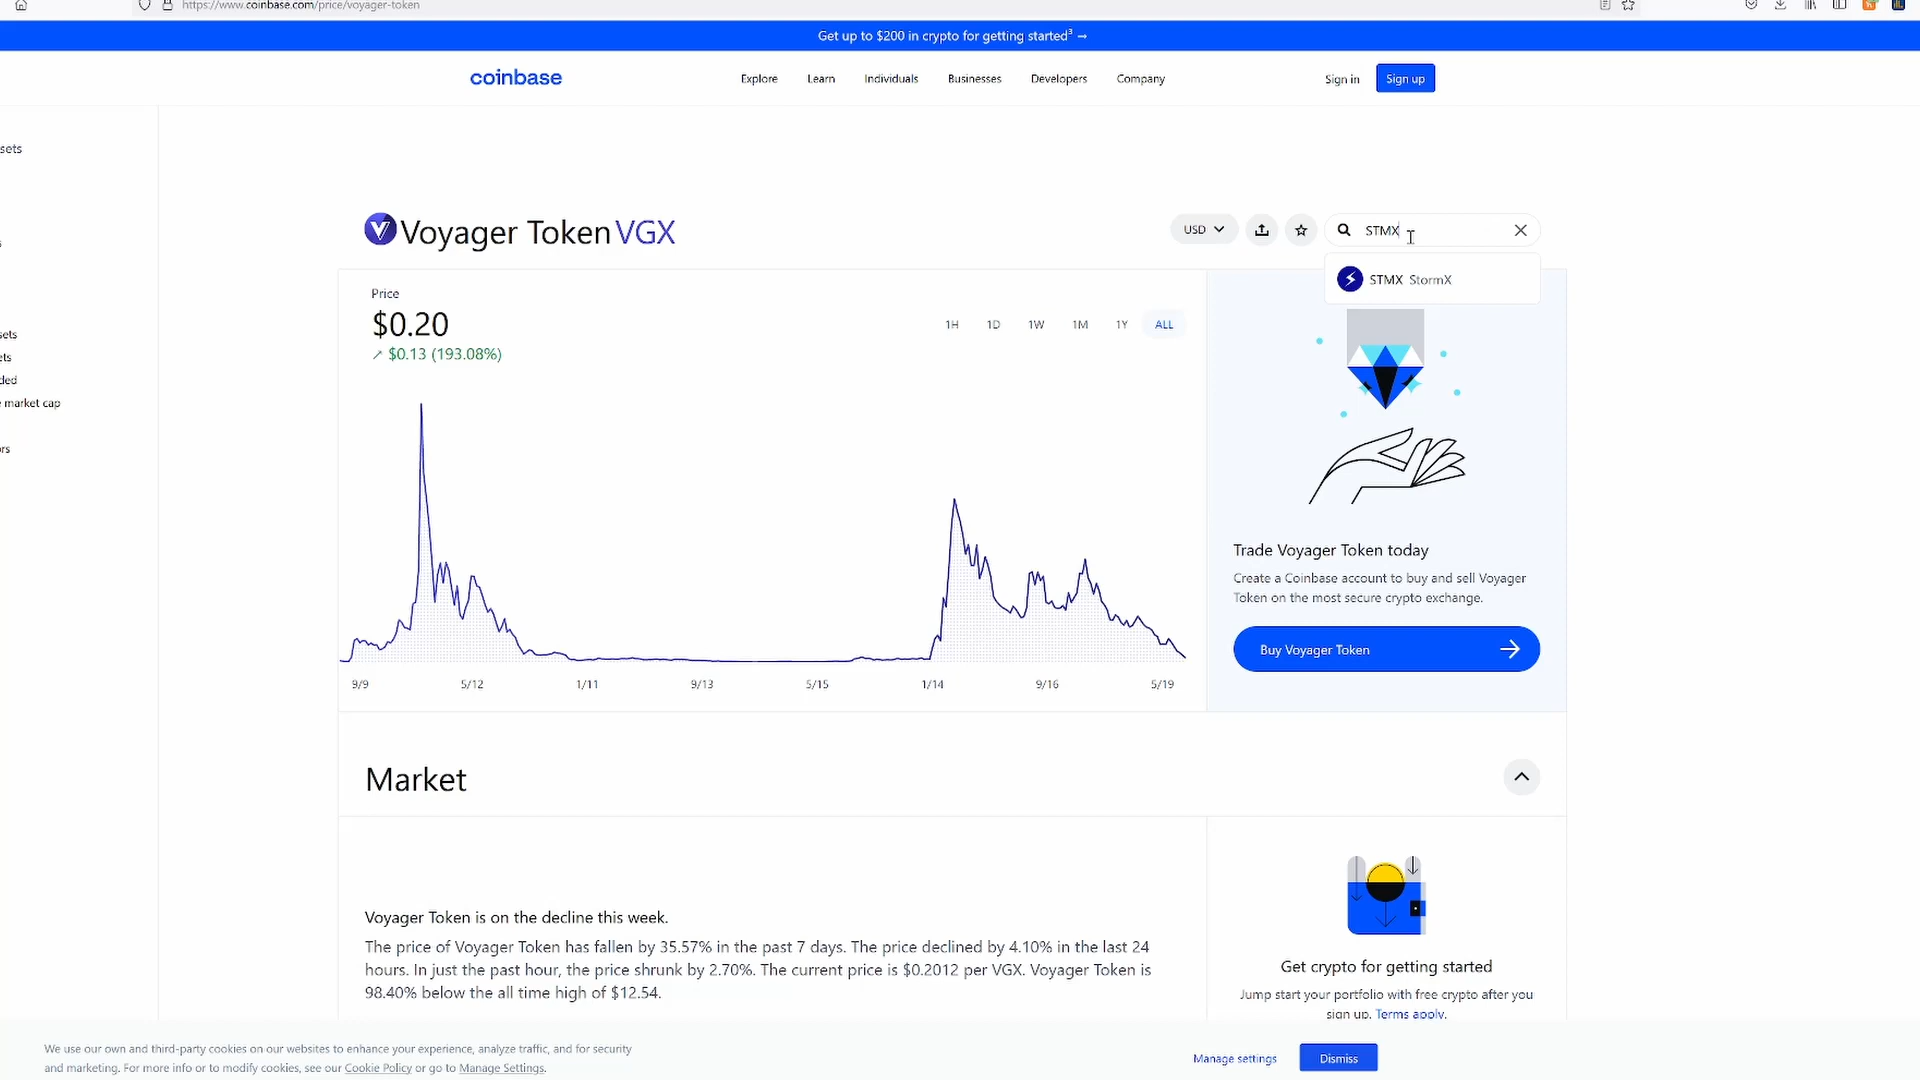 https://www.coinbase.com/price/voyager-token
Get up to $200 in crypto for getting started³ →
coinbase
Explore
Learn
Individuals
Businesses
Developers
Company
Sign in
Sign up
sets
Voyager Token VGX
USD
STMX
STMX StormX
Price
$0.20
↗ $0.13 (193.08%)
1H
1D
1W
1M
1Y
ALL
sets
ets
ded
market cap
ors
9/9
5/12
1/11
9/13
5/15
1/14
9/16
5/19
Trade Voyager Token today
Create a Coinbase account to buy and sell Voyager
Token on the most secure crypto exchange.
Buy Voyager Token
Market
Voyager Token is on the decline this week.
The price of Voyager Token has fallen by 35.57% in the past 7 days. The price declined by 4.10% in the last 24
hours. In just the past hour, the price shrunk by 2.70%. The current price is $0.2012 per VGX. Voyager Token is
98.40% below the all time high of $12.54.
Get crypto for getting started
Jump start your portfolio with free crypto after you
sign up. Terms apply.
We use our own and third-party cookies on our websites to enhance your experience, analyze traffic, and for security
and marketing. For more info or to modify cookies, see our Cookie Policy or go to Manage Settings.
Manage settings
Dismiss